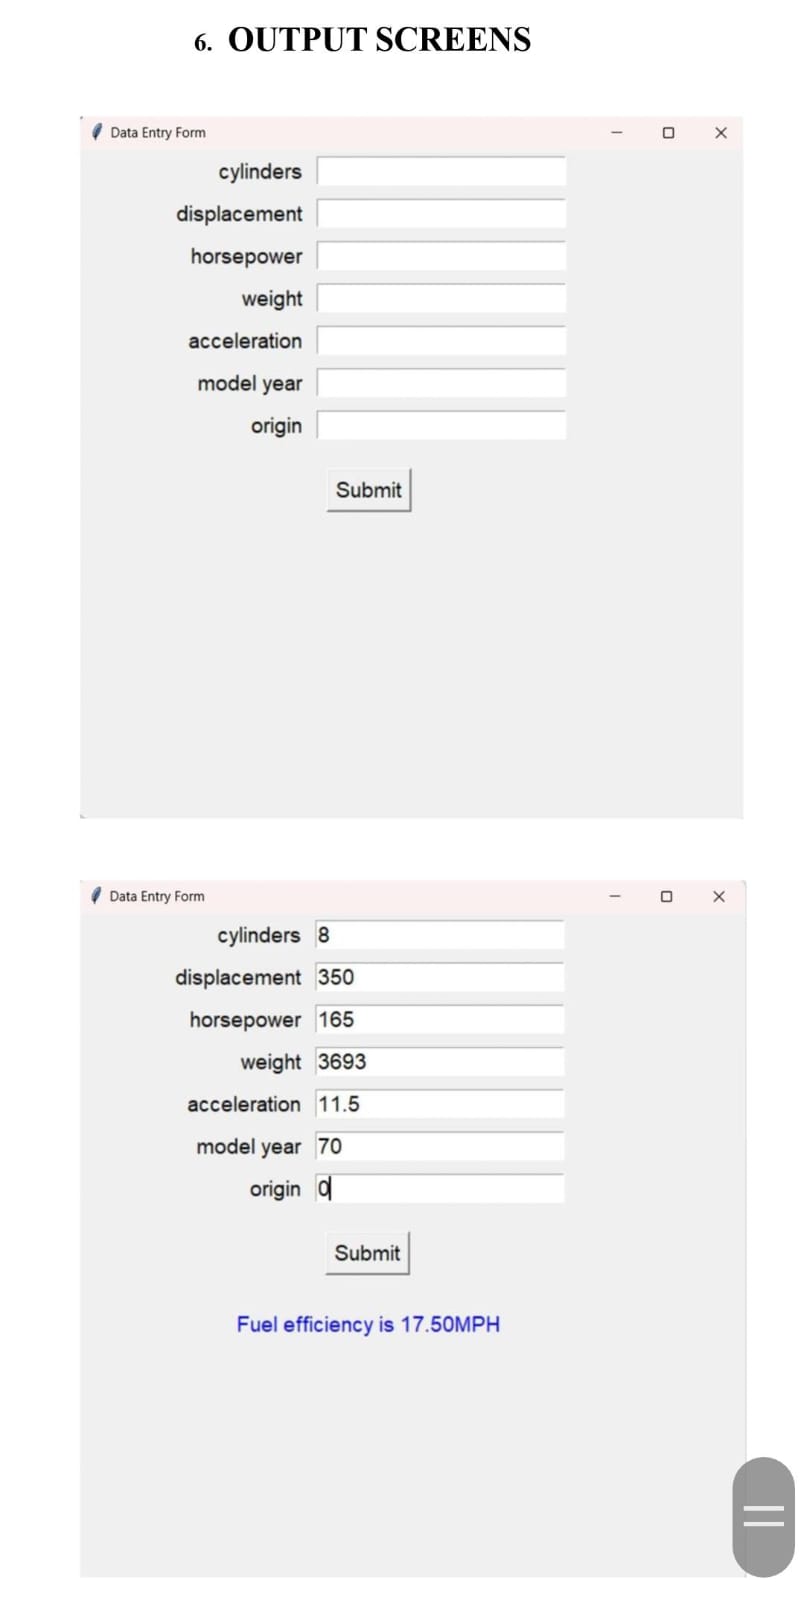 6. OUTPUT SCREENS
Data Entry Form
cylinders
displacement
horsepower
weight
acceleration
model year
origin
Submit
Data Entry Form
cylinders 8
displacement 350
horsepower 165
weight 3693
acceleration 11.5
model year 70
origin 0
Submit
Fuel efficiency is 17.50MPH